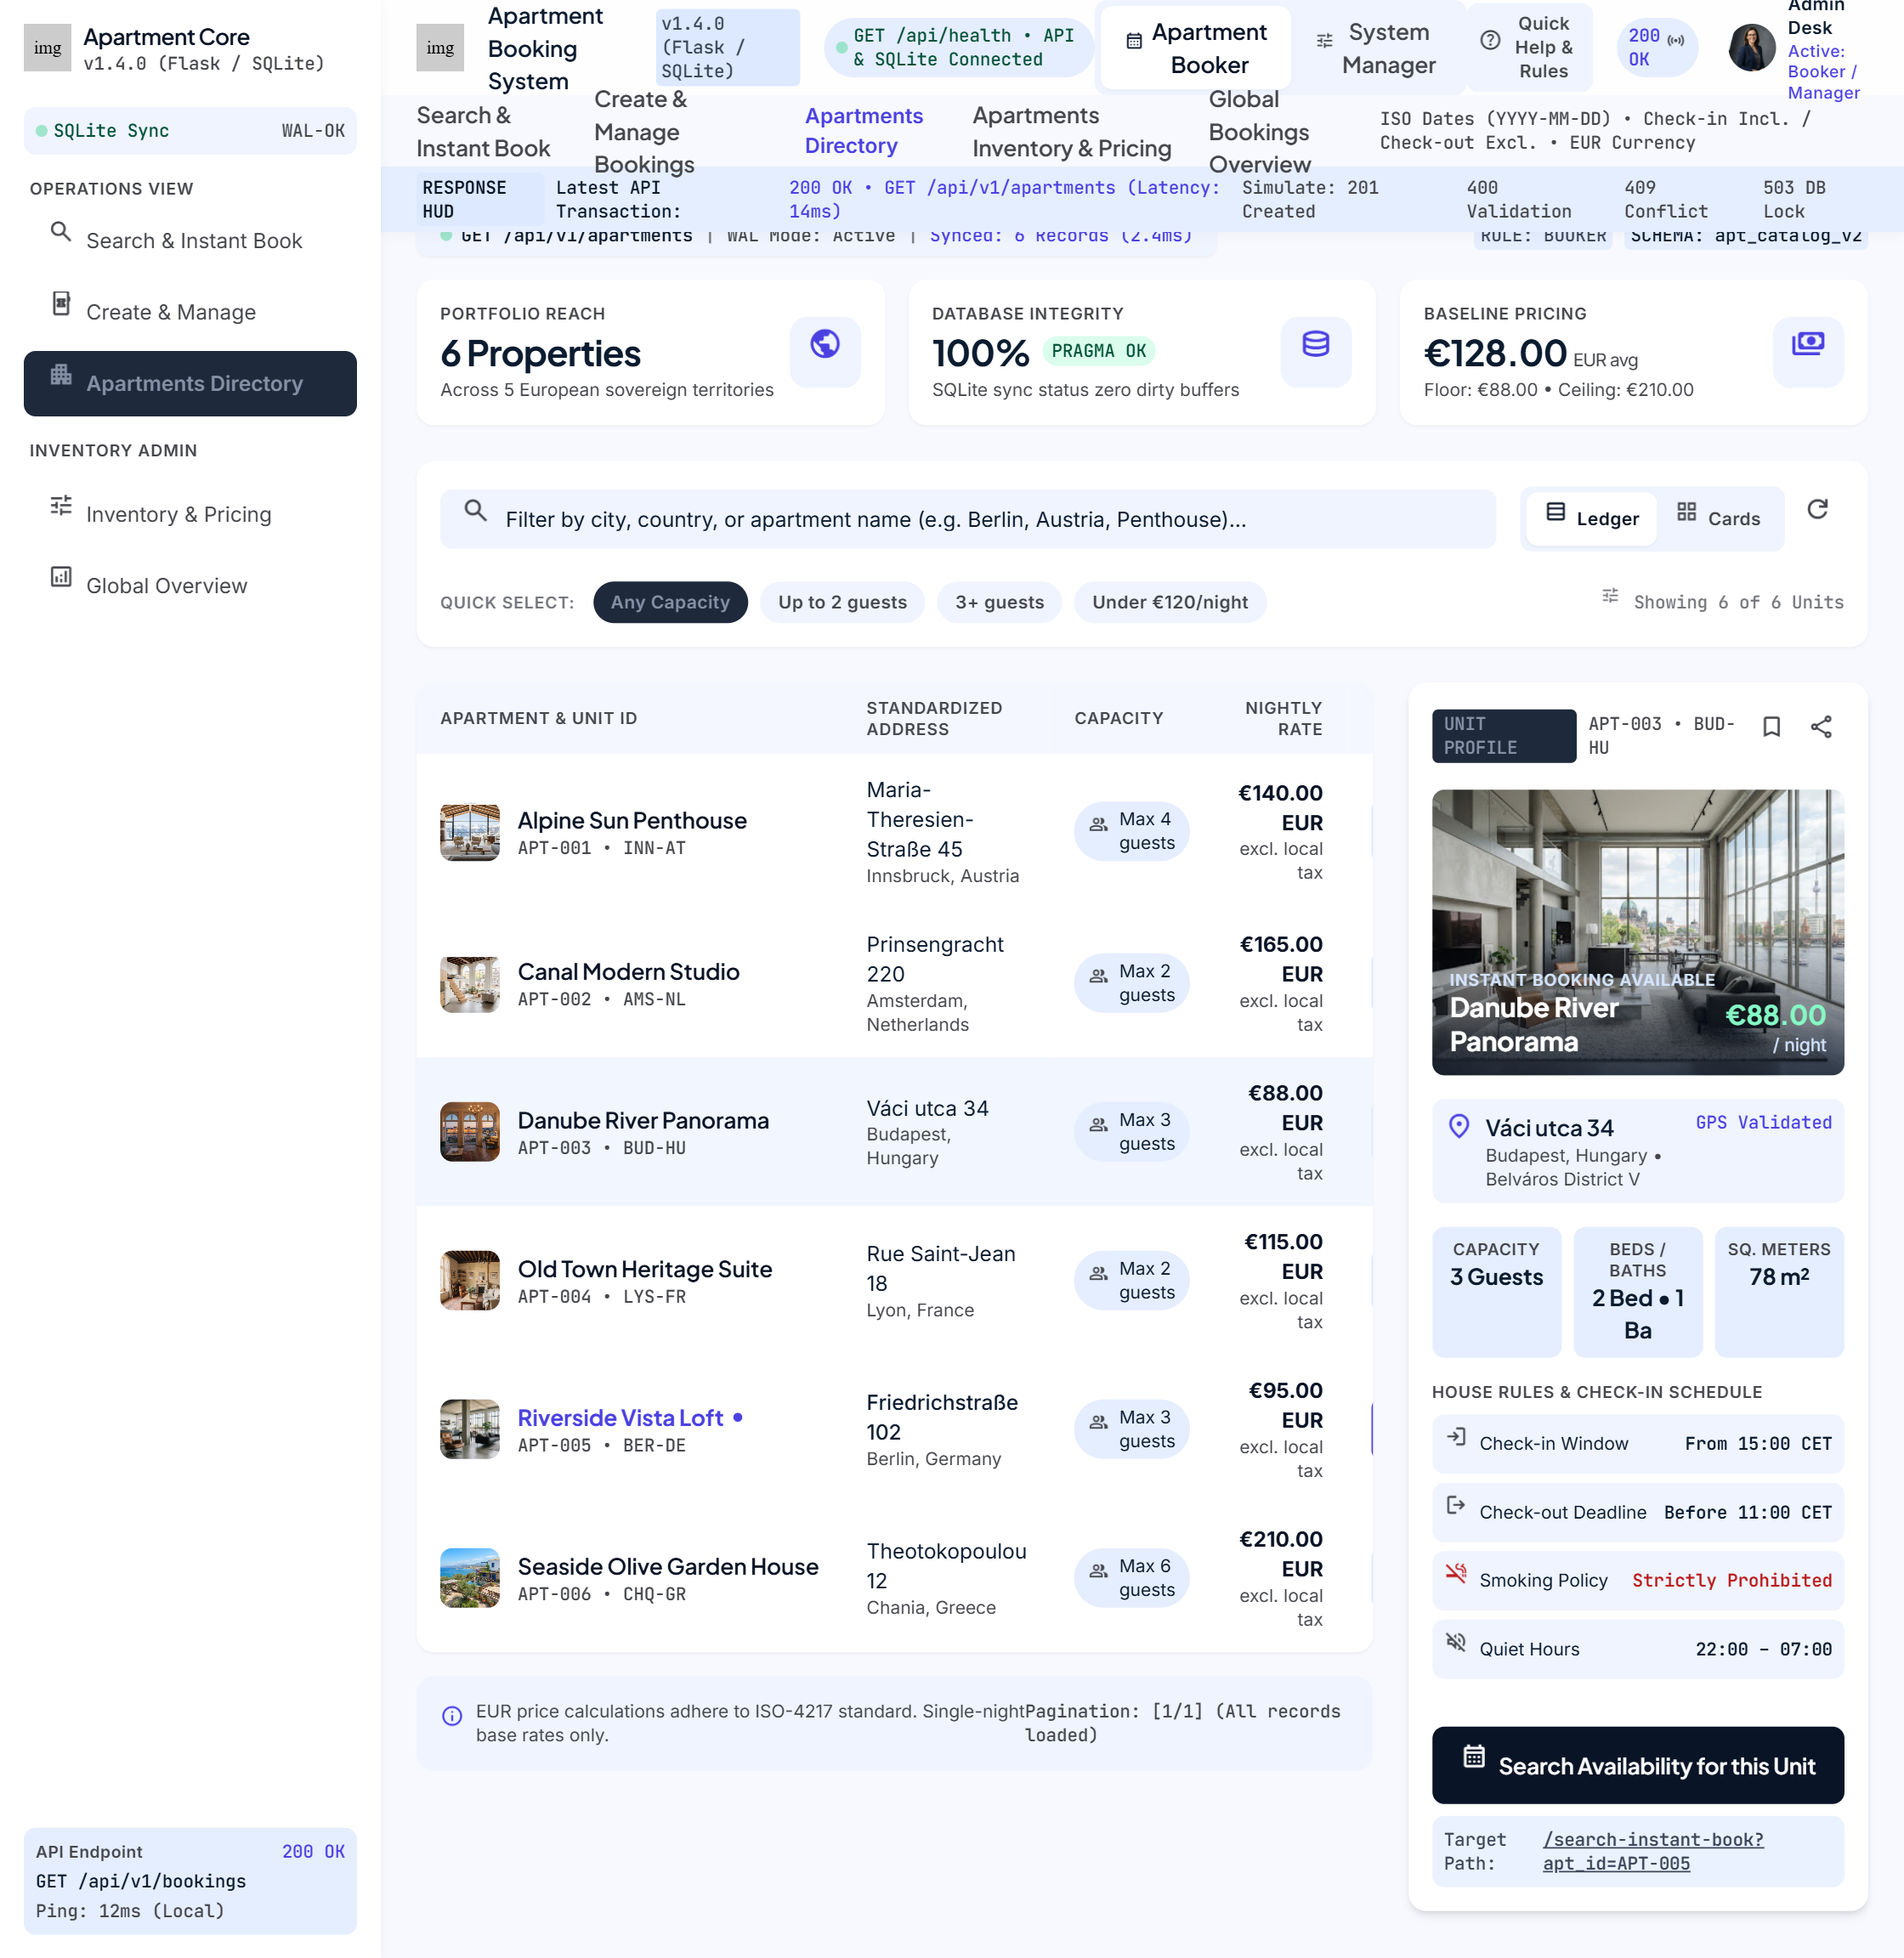 img
Apartment Core
v1.4.0 (Flask / SQLite)
SQLite Sync
WAL-OK
OPERATIONS VIEW
Search & Instant Book
Create & Manage
Apartments Directory
INVENTORY ADMIN
Inventory & Pricing
Global Overview
API Endpoint
200 OK
GET /api/v1/bookings
Ping: 12ms (Local)
img
Apartment
Booking
System
v1.4.0
(Flask /
SQLite)
GET /api/health • API
& SQLite Connected
Apartment
Booker
System
Manager
Quick
Help &
Rules
200
OK
Admin
Desk
Active:
Booker /
Manager
Search &
Instant Book
Create &
Manage
Bookings
Apartments
Directory
Apartments
Inventory & Pricing
Global
Bookings
Overview
ISO Dates (YYYY-MM-DD) • Check-in Incl. /
Check-out Excl. • EUR Currency
RESPONSE
HUD
Latest API
Transaction:
200 OK • GET /api/v1/apartments (Latency:
14ms)
Simulate: 201
Created
400
Validation
409
Conflict
503 DB
Lock
GET /api/v1/apartments | WAL Mode: Active | Synced: 6 Records (2.4ms)
RULE: BOOKER
SCHEMA: apt_catalog_v2
PORTFOLIO REACH
6 Properties
Across 5 European sovereign territories
DATABASE INTEGRITY
100% PRAGMA OK
SQLite sync status zero dirty buffers
BASELINE PRICING
€128.00 EUR avg
Floor: €88.00 • Ceiling: €210.00
Filter by city, country, or apartment name (e.g. Berlin, Austria, Penthouse)...
Ledger
Cards
QUICK SELECT:
Any Capacity
Up to 2 guests
3+ guests
Under €120/night
Showing 6 of 6 Units
APARTMENT & UNIT ID
STANDARDIZED
ADDRESS
CAPACITY
NIGHTLY
RATE
Alpine Sun Penthouse
APT-001 • INN-AT
Maria-
Theresien-
Straße 45
Innsbruck, Austria
Max 4
guests
€140.00
EUR
excl. local
tax
Canal Modern Studio
APT-002 • AMS-NL
Prinsengracht
220
Amsterdam,
Netherlands
Max 2
guests
€165.00
EUR
excl. local
tax
Danube River Panorama
APT-003 • BUD-HU
Váci utca 34
Budapest,
Hungary
Max 3
guests
€88.00
EUR
excl. local
tax
Old Town Heritage Suite
APT-004 • LYS-FR
Rue Saint-Jean
18
Lyon, France
Max 2
guests
€115.00
EUR
excl. local
tax
Riverside Vista Loft •
APT-005 • BER-DE
Friedrichstraße
102
Berlin, Germany
Max 3
guests
€95.00
EUR
excl. local
tax
Seaside Olive Garden House
APT-006 • CHQ-GR
Theotokopoulou
12
Chania, Greece
Max 6
guests
€210.00
EUR
excl. local
tax
EUR price calculations adhere to ISO-4217 standard. Single-night
base rates only.
Pagination: [1/1] (All records
loaded)
UNIT
PROFILE
APT-003 • BUD-
HU
INSTANT BOOKING AVAILABLE
Danube River
Panorama
€88.00
/ night
Váci utca 34
Budapest, Hungary •
Belváros District V
GPS Validated
CAPACITY
3 Guests
BEDS /
BATHS
2 Bed • 1
Ba
SQ. METERS
78 m²
HOUSE RULES & CHECK-IN SCHEDULE
Check-in Window
From 15:00 CET
Check-out Deadline
Before 11:00 CET
Smoking Policy
Strictly Prohibited
Quiet Hours
22:00 – 07:00
Search Availability for this Unit
Target
Path:
/search-instant-book?
apt_id=APT-005